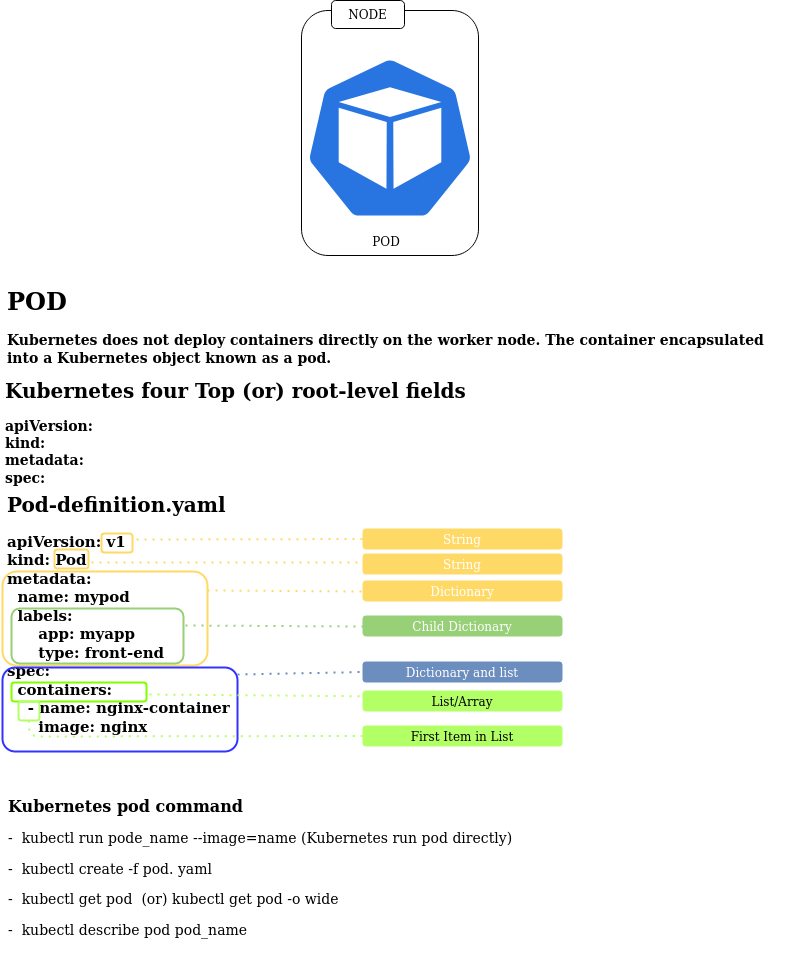 NODE
POD
POD
Kubernetes does not deploy containers directly on the worker node. The container encapsulated
into a Kubernetes object known as a pod.
Kubernetes four Top (or) root-level fields
apiVersion:
kind:
metadata:
spec:
Pod-definition.yaml
apiVersion: v1
String
kind: Pod
String
metadata:
Dictionary
name: mypod
labels:
Child Dictionary
app: myapp
type: front-end
spec:
Dictionary and list
containers:
List/Array
- name: nginx-container
image: nginx
First Item in List
Kubernetes pod command
- kubectl run pode_name --image=name (Kubernetes run pod directly)
- kubectl create -f pod. yaml
- kubectl get pod (or) kubectl get pod -o wide
- kubectl describe pod pod_name